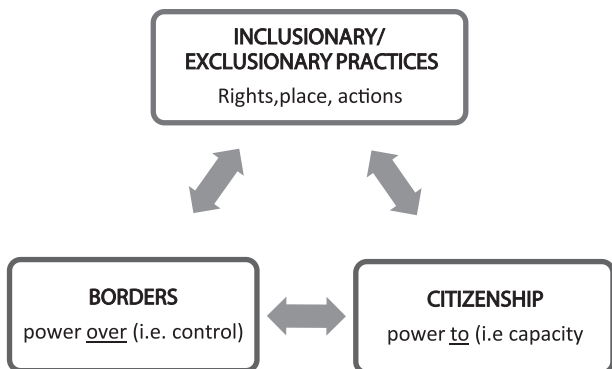 INCLUSIONARY/
EXCLUSIONARY PRACTICES
Rights,place, actions
BORDERS
power over (i.e. control)
CITIZENSHIP
power to (i.e capacity